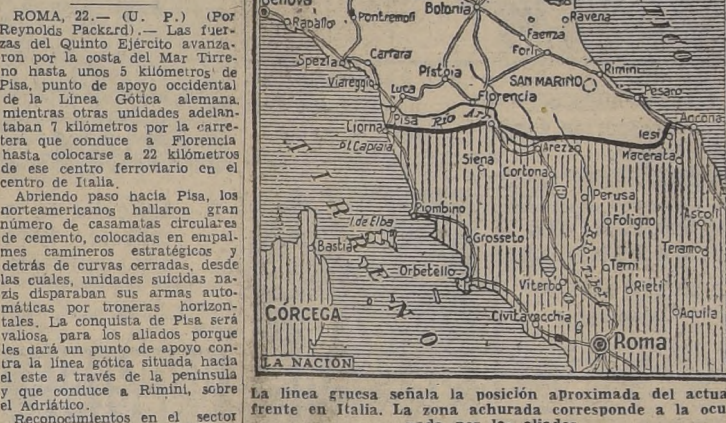 ROMA, 22.— (U. P.) (Por
Reynolds Packard).— Las fuer-
zas del Quinto Ejército avanza-
ron por la costa del Mar Tirre-
no hasta unos 5 kilómetros de
Pisa, punto de apoyo occidental
de la Línea Gótica alemana,
mientras otras unidades adelan-
taban 7 kilómetros por la carre-
tera que conduce a Florencia
hasta colocarse a 22 kilómetros
de ese centro ferroviario en el
centro de Italia.
Abriendo paso hacia Pisa, los
norteamericanos hallaron gran
número de casamatas circulares
de cemento, colocadas en empal-
mes camineros estratégicos y
detrás de curvas cerradas, desde
las cuales, unidades suicidas na-
zis disparaban sus armas auto-
máticas por troneras horizon-
tales. La conquista de Pisa será
valiosa para los aliados porque
les dará un punto de apoyo con-
tra la línea gótica situada hacia
el este a través de la península
y que conduce a Rimini, sobre
el Adriático.
Reconocimientos en el sector
Bolonia
Rapallo
Pontremoli
Ravena
Faenza
Forlì
Spezia
Carrara
Rimini
Pistoia
SAN MARINO
Viareggio
Luca
Pesaro
Florencia
Pisa
RIO
Ancona
Liorna
Iesi
Arezzo
Macerata
I. Capraia
Siena
Cortona
TIRRENO
Perusa
Piombino
Foligno
Ascoli
I. de Elba
Grosseto
Bastia
Teramo
Orbetello
Terni
Viterbo
Rieti
CÓRCEGA
Aquila
Civitavecchia
Roma
LA NACIÓN
La línea gruesa señala la posición aproximada del actua
frente en Italia. La zona achurada corresponde a la ocu